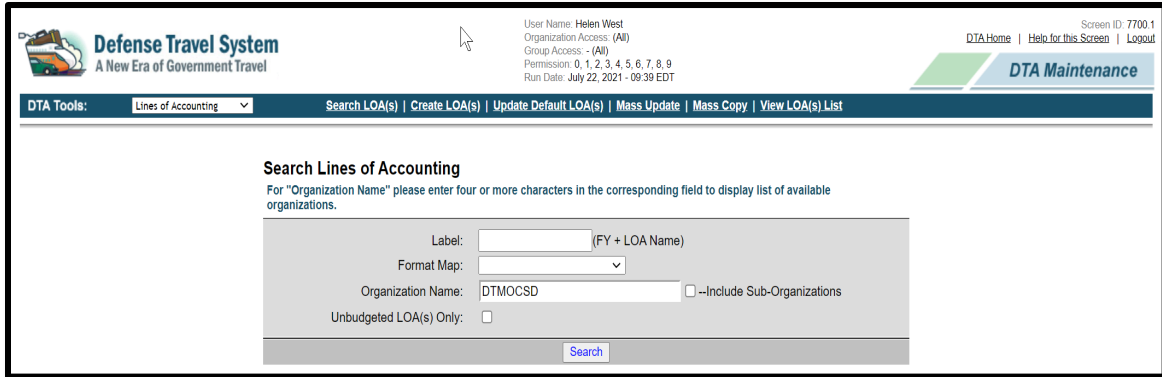 Defense Travel System
A New Era of Government Travel
User Name: Helen West
Organization Access: (All)
Group Access: - (All)
Permission: 0, 1, 2, 3, 4, 5, 6, 7, 8, 9
Run Date: July 22, 2021 - 09:39 EDT
Screen ID: 7700.1
DTA Home | Help for this Screen | Logout
DTA Maintenance
DTA Tools: Lines of Accounting Search LOA(s) | Create LOA(s) | Update Default LOA(s) | Mass Update | Mass Copy | View LOA(s) List
Search Lines of Accounting
For "Organization Name" please enter four or more characters in the corresponding field to display list of available
organizations.
Label: (FY + LOA Name)
Format Map:
Organization Name: DTMOCSD --Include Sub-Organizations
Unbudgeted LOA(s) Only:
Search